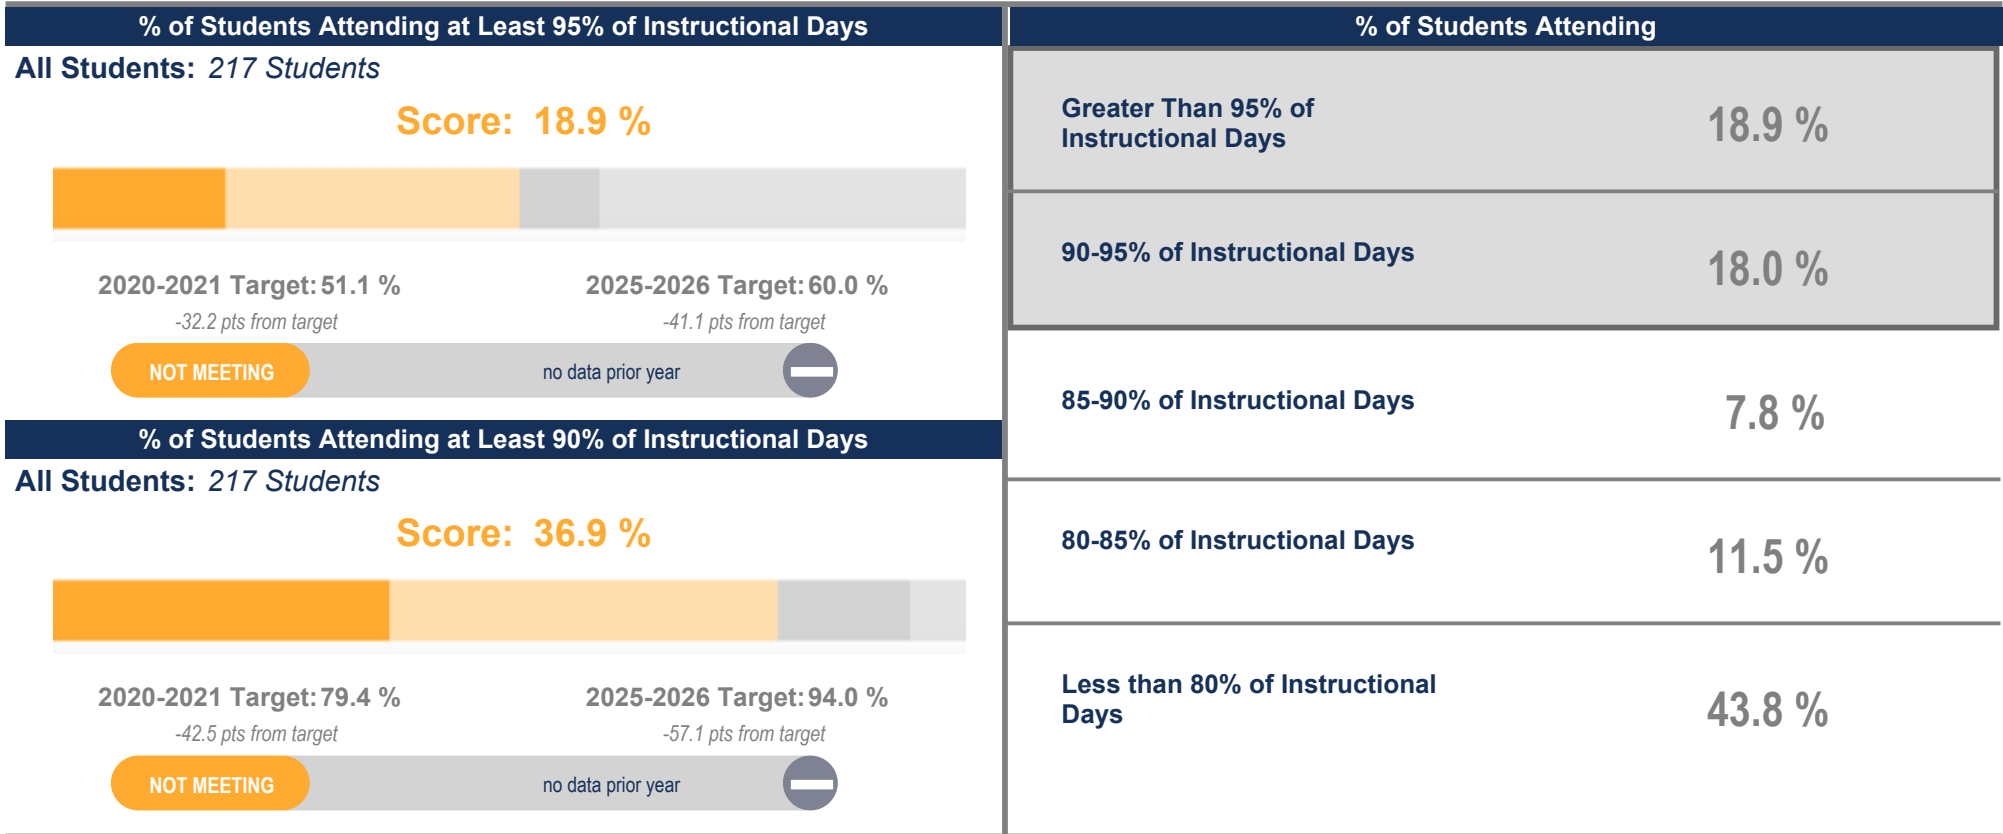 % of Students Attending at Least 95% of Instructional Days
All Students: 217 Students
Score: 18.9 %
2020-2021 Target: 51.1 %
-32.2 pts from target
2025-2026 Target: 60.0 %
-41.1 pts from target
NOT MEETING
no data prior year
% of Students Attending at Least 90% of Instructional Days
All Students: 217 Students
Score: 36.9 %
2020-2021 Target: 79.4 %
-42.5 pts from target
2025-2026 Target: 94.0 %
-57.1 pts from target
NOT MEETING
no data prior year
% of Students Attending
Greater Than 95% of
Instructional Days
18.9 %
90-95% of Instructional Days
18.0 %
85-90% of Instructional Days
7.8 %
80-85% of Instructional Days
11.5 %
Less than 80% of Instructional
Days
43.8 %